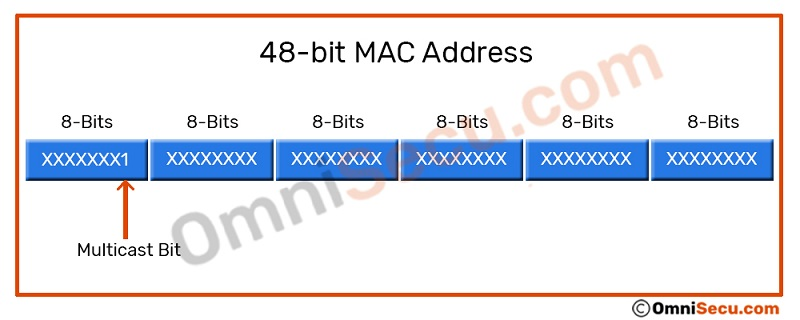 48-bit MAC Address
8-Bits 8-Bits 8-Bits 8-Bits 8-Bits 8-Bits
XXXXXXX1 XXXXXXXX XXXXXXXX XXXXXXXX XXXXXXXX XXXXXXXX
Multicast Bit
OmniSecu.com
©OmniSecu.com